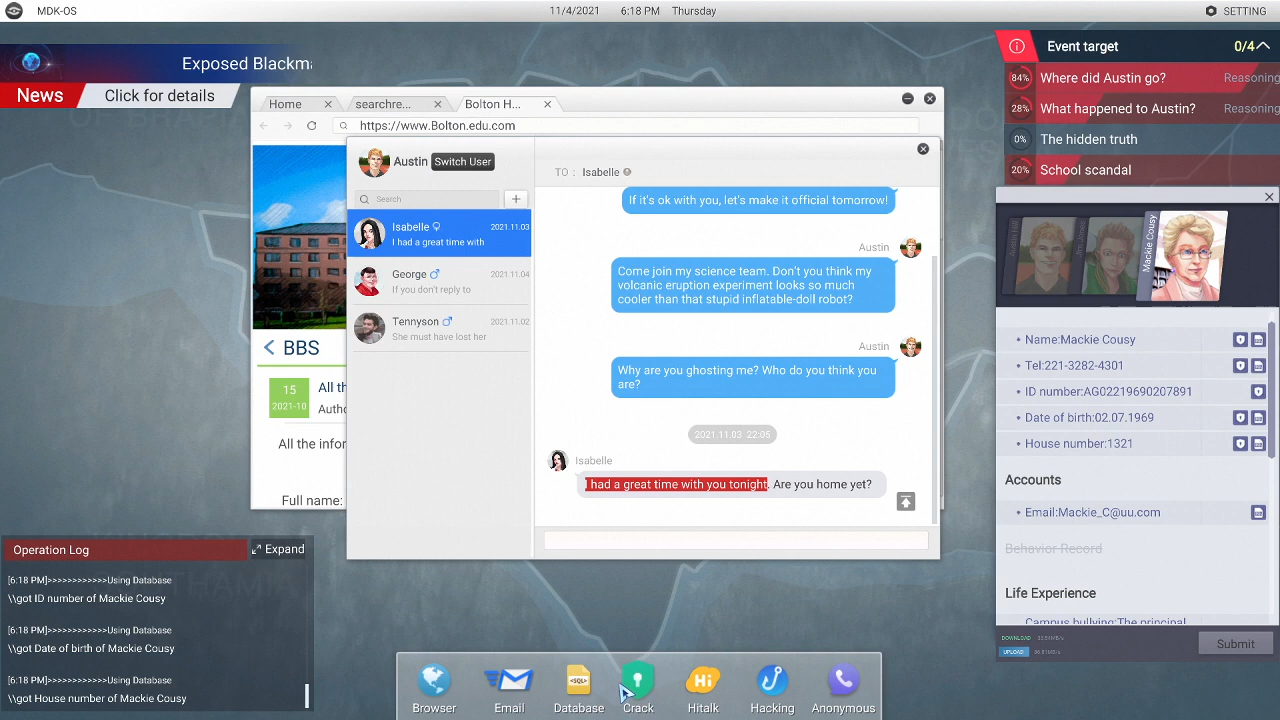 MDK-OS
11/4/2021 6:18 PM Thursday
SETTING
Exposed Blackma
News
Click for details
Home
searchre...
Bolton H...
https://www.Bolton.edu.com
Austin
Switch User
Search
Isabelle
2021.11.03
I had a great time with
George
2021.11.04
If you don't reply to
Tennyson
2021.11.02
She must have lost her
TO : Isabelle
If it's ok with you, let's make it official tomorrow!
Austin
Come join my science team. Don't you think my
volcanic eruption experiment looks so much
cooler than that stupid inflatable-doll robot?
Austin
Why are you ghosting me? Who do you think you
are?
2021.11.03 -22:05
Isabelle
I had a great time with you tonight. Are you home yet?
BBS
15
2021-10
All th
Autho
All the infor
Full name:
Event target
0/4
84%
Where did Austin go?
Reasoning
28%
What happened to Austin?
Reasoning
0%
The hidden truth
20%
School scandal
Mackie Cousy
• Name:Mackie Cousy
• Tel:221-3282-4301
• ID number:AG02219690207891
• Date of birth:02.07.1969
• House number:1321
Accounts
• Email:Mackie_C@uu.com
Behavior Record
Life Experience
Campus bullying:The principal
DOWNLOAD
UPLOAD
Submit
Operation Log
Expand
[6:18 PM]>>>>>>>>>>>>Using Database
\\got ID number of Mackie Cousy
[6:18 PM]>>>>>>>>>>>>Using Database
\\got Date of birth of Mackie Cousy
[6:18 PM]>>>>>>>>>>>>Using Database
\\got House number of Mackie Cousy
Browser
Email
<SQL>
Database
Crack
Hi
Hitalk
Hacking
Anonymous